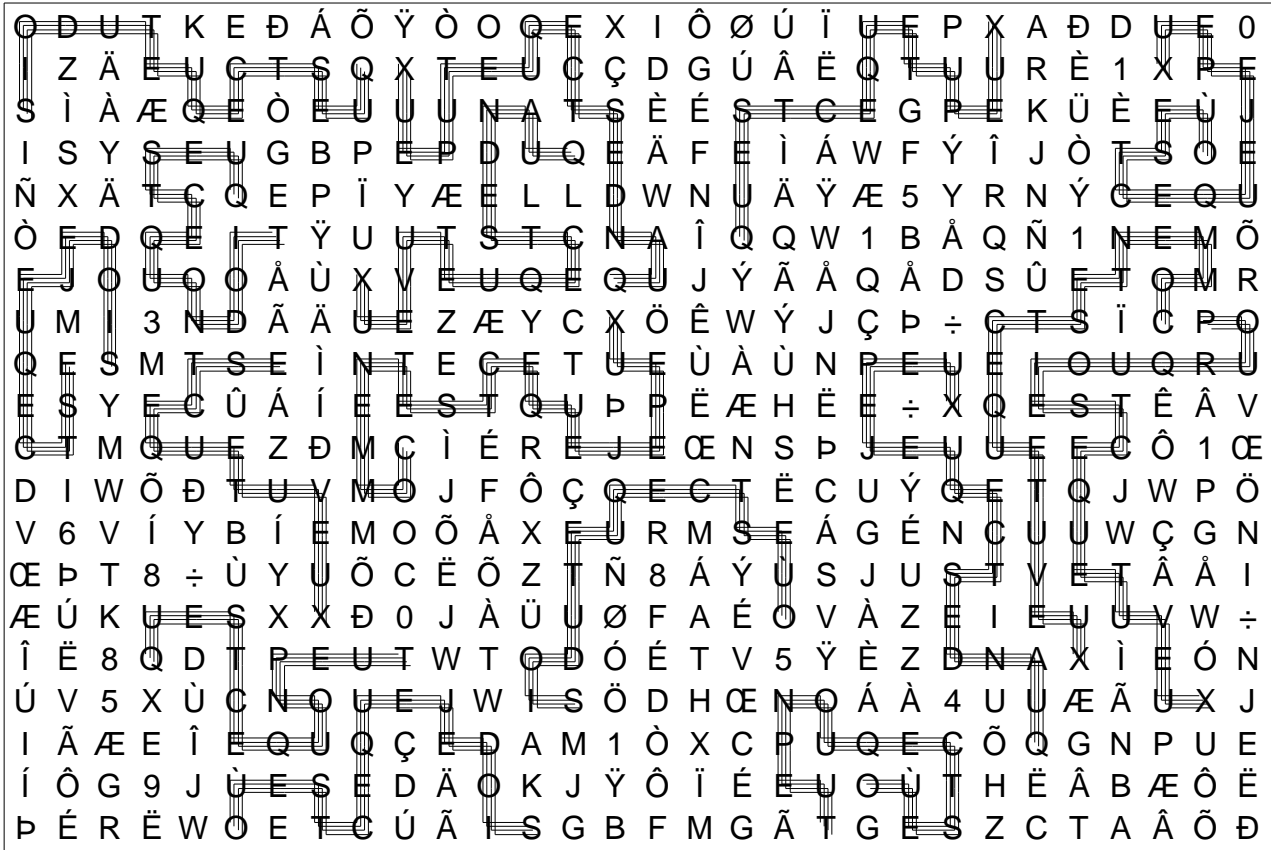 O D U T K E Ð Á Õ Ÿ Ò O Q E X I Ô Ø Ú Ï U E P X A Ð D U E 0
I Z Ä E U C T S Q X T E U C Ç D G Ú Â Ë Q T U U R È 1 X P E
S Ì À Æ Q E Ò E U U U N A T S È É S T C E G P E K Ü È E Ù J
I S Y S E U G B P E P D U Q E Ä F E Ì Á W F Ý Î J Ò T S O E
Ñ X Ä T C Q E P Ï Y Æ E L L D W N U Ä Ÿ Æ 5 Y R N Ý C E Q U
Ò E D Q E I T Ÿ U U T S T C N A Î Q Q W 1 B Å Q Ñ 1 N E M Õ
E J O U Q O Å Ù X V E U Q E Q U J Ý Ã Å Q Å D S Û E T O M R
U M I 3 N D Ã Ä U E Z Æ Y C X Ö Ê W Ý J Ç Þ ÷ C T S Ï C P O
Q E S M T S E Ì N T E C E T U E Ù À Ù N P E U E I O U Q R U
E S Y E C Û Á Í E E S T Q U Þ P Ë Æ H Ë E ÷ X Q E S T Ê Â V
C T M Q U E Z Ð M C Ì É R E J E Œ N S Þ J E U U E E C Ô 1 Œ
D I W Õ Ð T U V M O J F Ô Ç Q E C T Ë C U Ý Q E T Q J W P Ö
V 6 V Í Y B Í E M O Õ Å X E U R M S E Á G É N C U U W Ç G N
Œ Þ T 8 ÷ Ù Y U Õ C Ë Õ Z T Ñ 8 Á Ý Ù S J U S T V E T Â Å I
Æ Ú K U E S X X Ð 0 J À Ü U Ø F A É O V À Z E I E U U V W ÷
Î Ë 8 Q D T P E U T W T Q D Ó É T V 5 Ÿ È Z D N A X Ì E Ó N
Ú V 5 X Ù C N O U E J W I S Ö D H Œ N O Á À 4 U U Æ Ã U X J
I Ã Æ E Î E Q U Q Ç E D A M 1 Ò X C P U Q E C Õ Q G N P U E
Í Ô G 9 J Ù E S E D Ä O K J Ÿ Ô Ï É E U O Ù T H Ë Â B Æ Ô Ë
Þ É R Ë W O E T C Ú Ã I S G B F M G Ã T G E S Z C T A Â Õ Ð